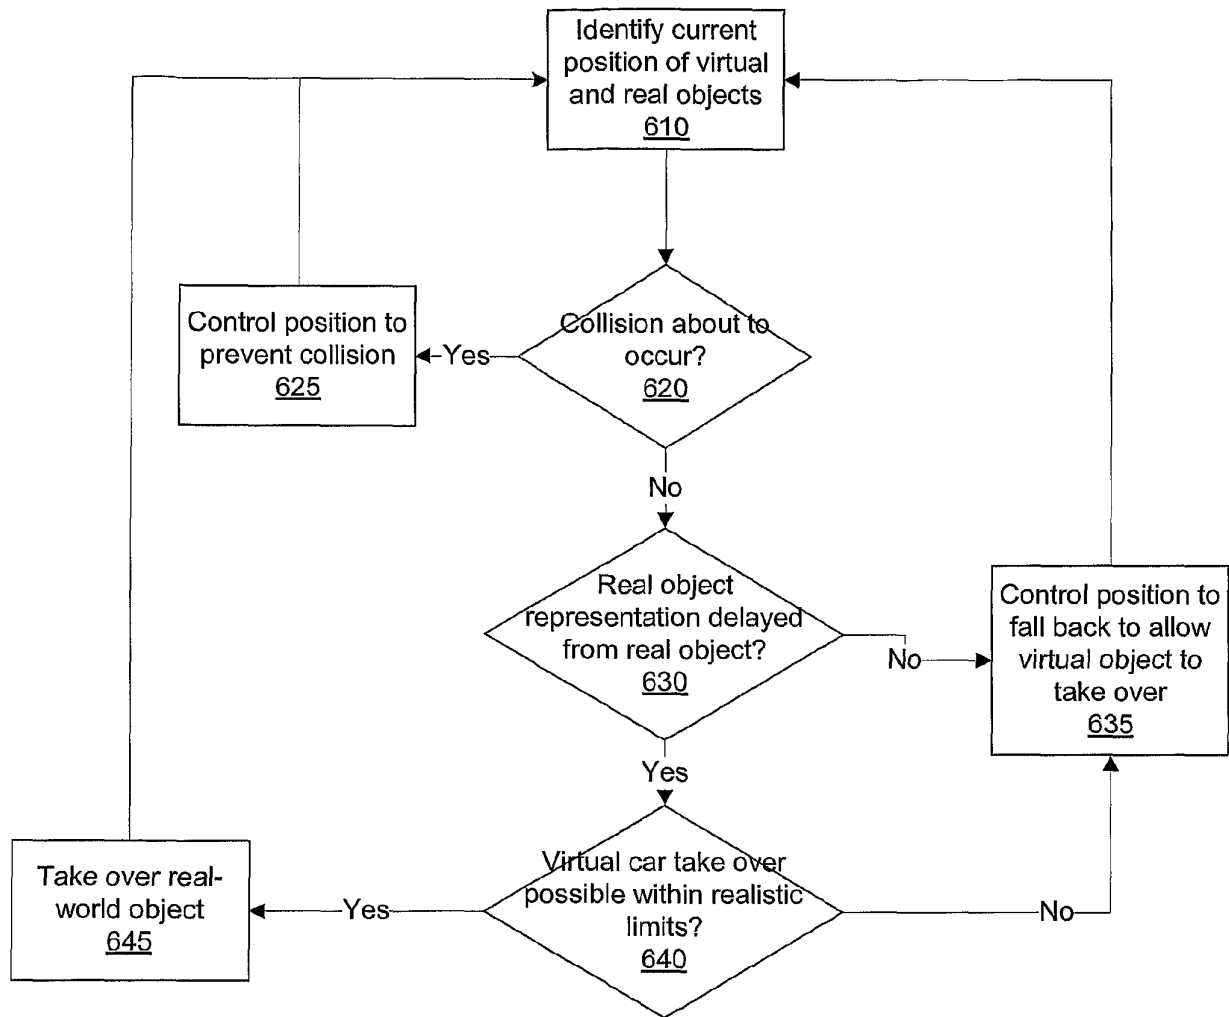 Identify current
position of virtual
and real objects
610
Collision about to
occur?
620
Yes
Control position to
prevent collision
625
No
Real object
representation delayed
from real object?
630
No
Control position to
fall back to allow
virtual object to
take over
635
Yes
Virtual car take over
possible within realistic
limits?
640
Yes
Take over real-
world object
645
No